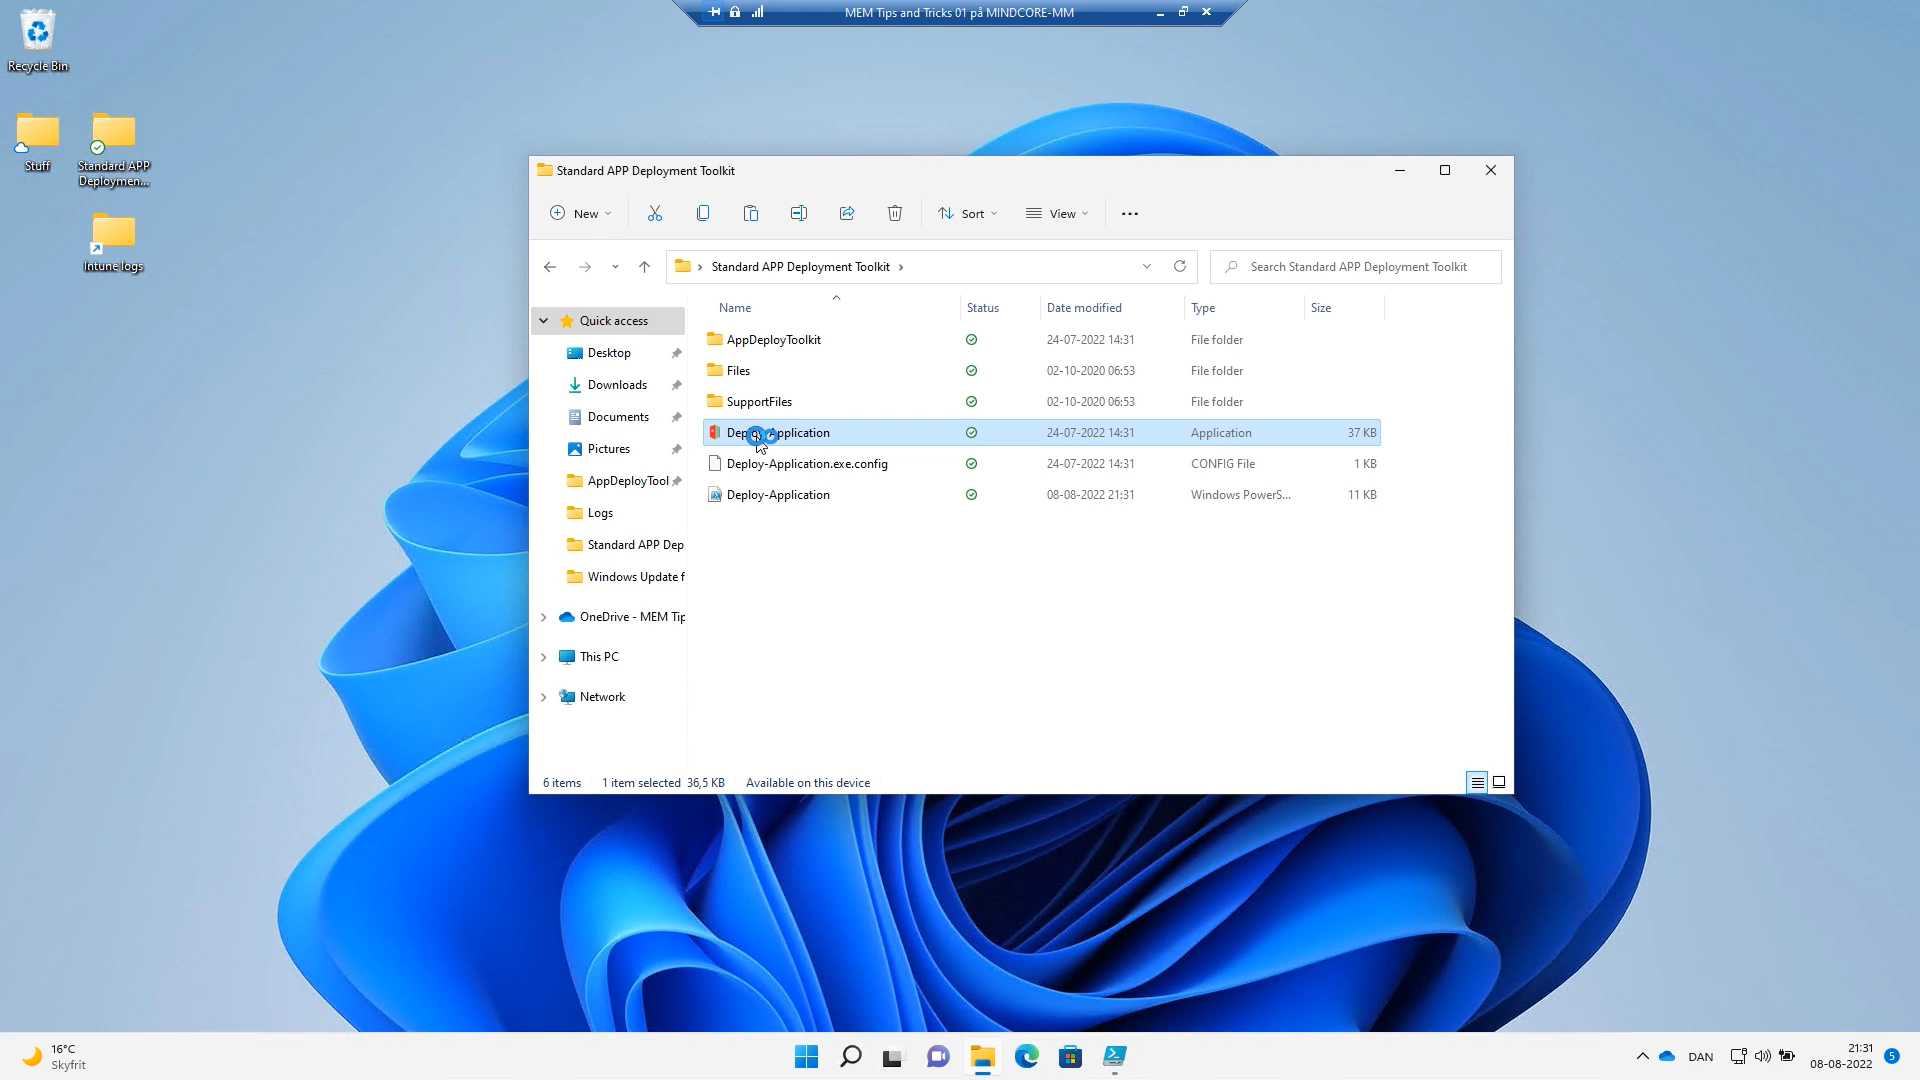 MEM Tips and Tricks 01 på MINDCORE-MM
Recycle Bin
Stuff
Standard APP
Deploymen...
Intune logs
Standard APP Deployment Toolkit
New
Sort
View
Standard APP Deployment Toolkit
Search Standard APP Deployment Toolkit
Quick access
Desktop
Downloads
Documents
Pictures
AppDeployTool
Logs
Standard APP Dep
Windows Update f
OneDrive - MEM Tip
This PC
Network
Name Status Date modified Type Size
AppDeployToolkit 24-07-2022 14:31 File folder
Files 02-10-2020 06:53 File folder
SupportFiles 02-10-2020 06:53 File folder
Deploy-Application 24-07-2022 14:31 Application 37 KB
Deploy-Application.exe.config 24-07-2022 14:31 CONFIG File 1 KB
Deploy-Application 08-08-2022 21:31 Windows PowerS... 11 KB
6 items 1 item selected 36,5 KB Available on this device
16°C
Skyfrit
DAN
21:31
08-08-2022
5